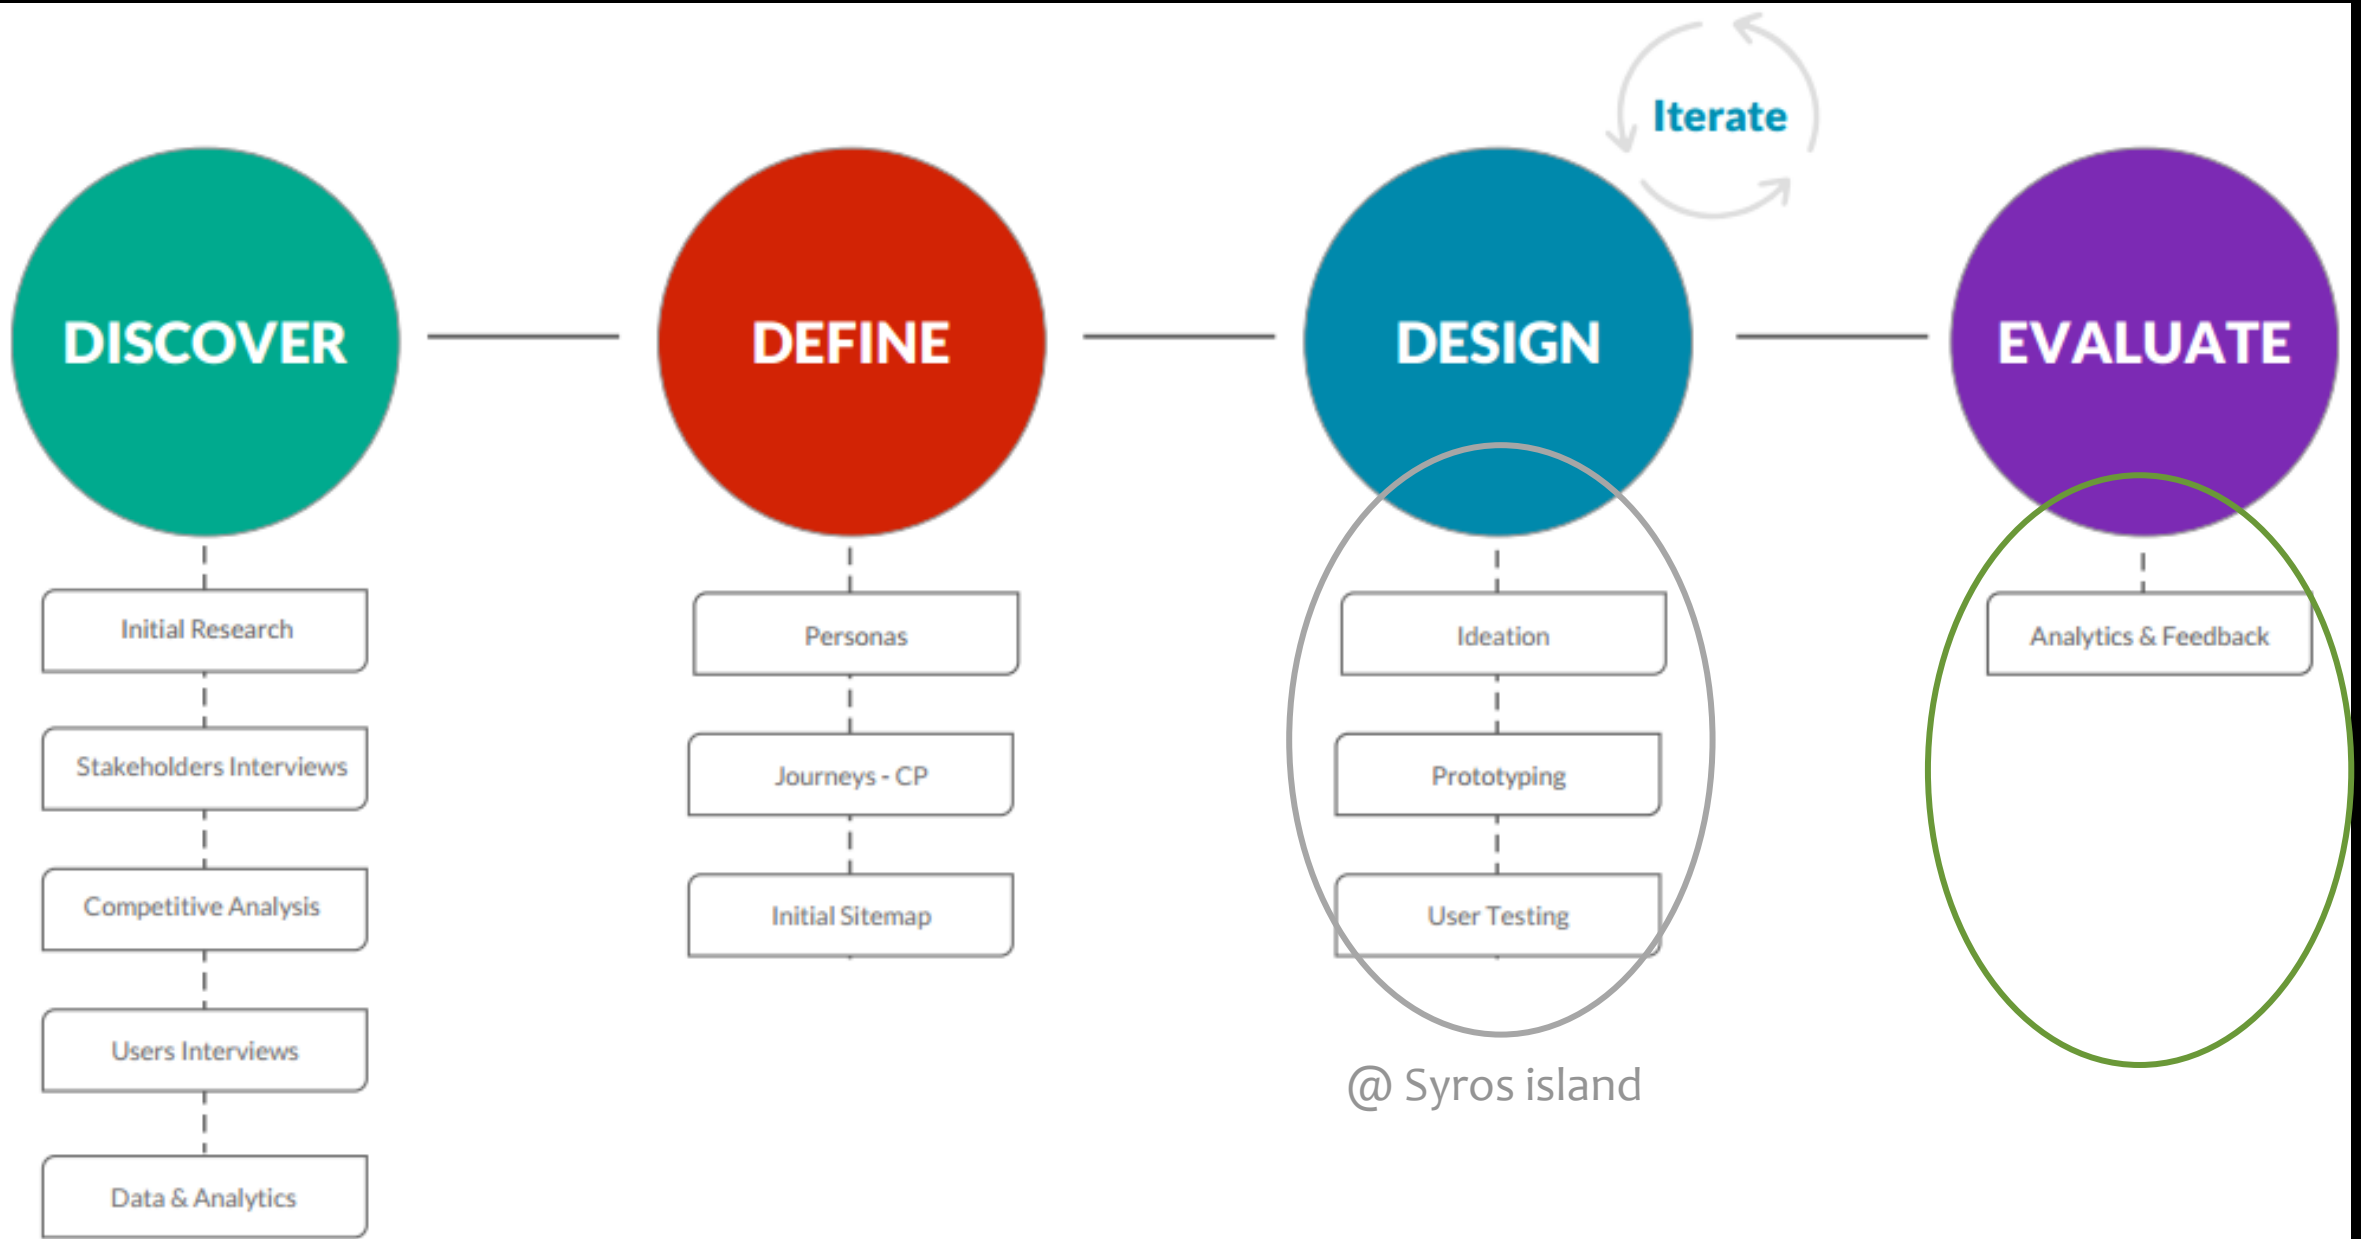 Iterate
DISCOVER
DEFINE
DESIGN
EVALUATE
Initial Research
Stakeholders Interviews
Competitive Analysis
Users Interviews
Data & Analytics
Personas
Journeys - CP
Initial Sitemap
Ideation
Prototyping
User Testing
@ Syros island
Analytics & Feedback